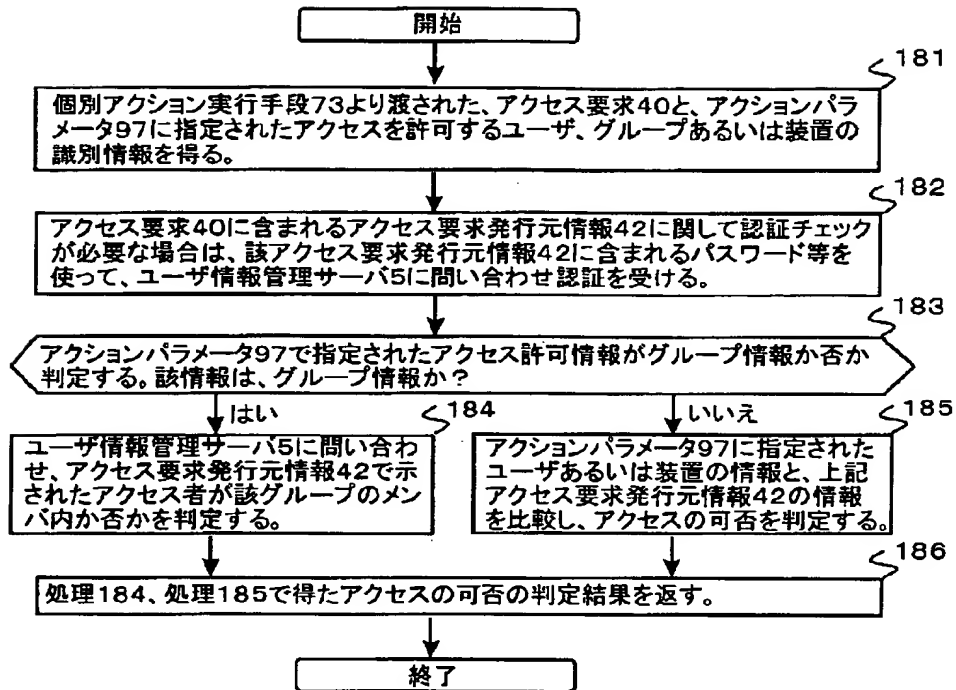 開始
181
個別アクション実行手段73より渡された、アクセス要求40と、アクションパラ
メータ97に指定されたアクセスを許可するユーザ、グループあるいは装置の
識別情報を得る。
182
アクセス要求40に含まれるアクセス要求発行元情報42に関して認証チェック
が必要な場合は、該アクセス要求発行元情報42に含まれるパスワード等を
使って、ユーザ情報管理サーバ5に問い合わせ認証を受ける。
183
アクションパラメータ97で指定されたアクセス許可情報がグループ情報か否か
判定する。該情報は、グループ情報か？
はい
184
いいえ
185
ユーザ情報管理サーバ5に問い合わ
せ、アクセス要求発行元情報42で示
されたアクセス者が該グループのメン
バ内か否かを判定する。
アクションパラメータ97に指定された
ユーザあるいは装置の情報と、上記
アクセス要求発行元情報42の情報
を比較し、アクセスの可否を判定する。
186
処理184、処理185で得たアクセスの可否の判定結果を返す。
終了